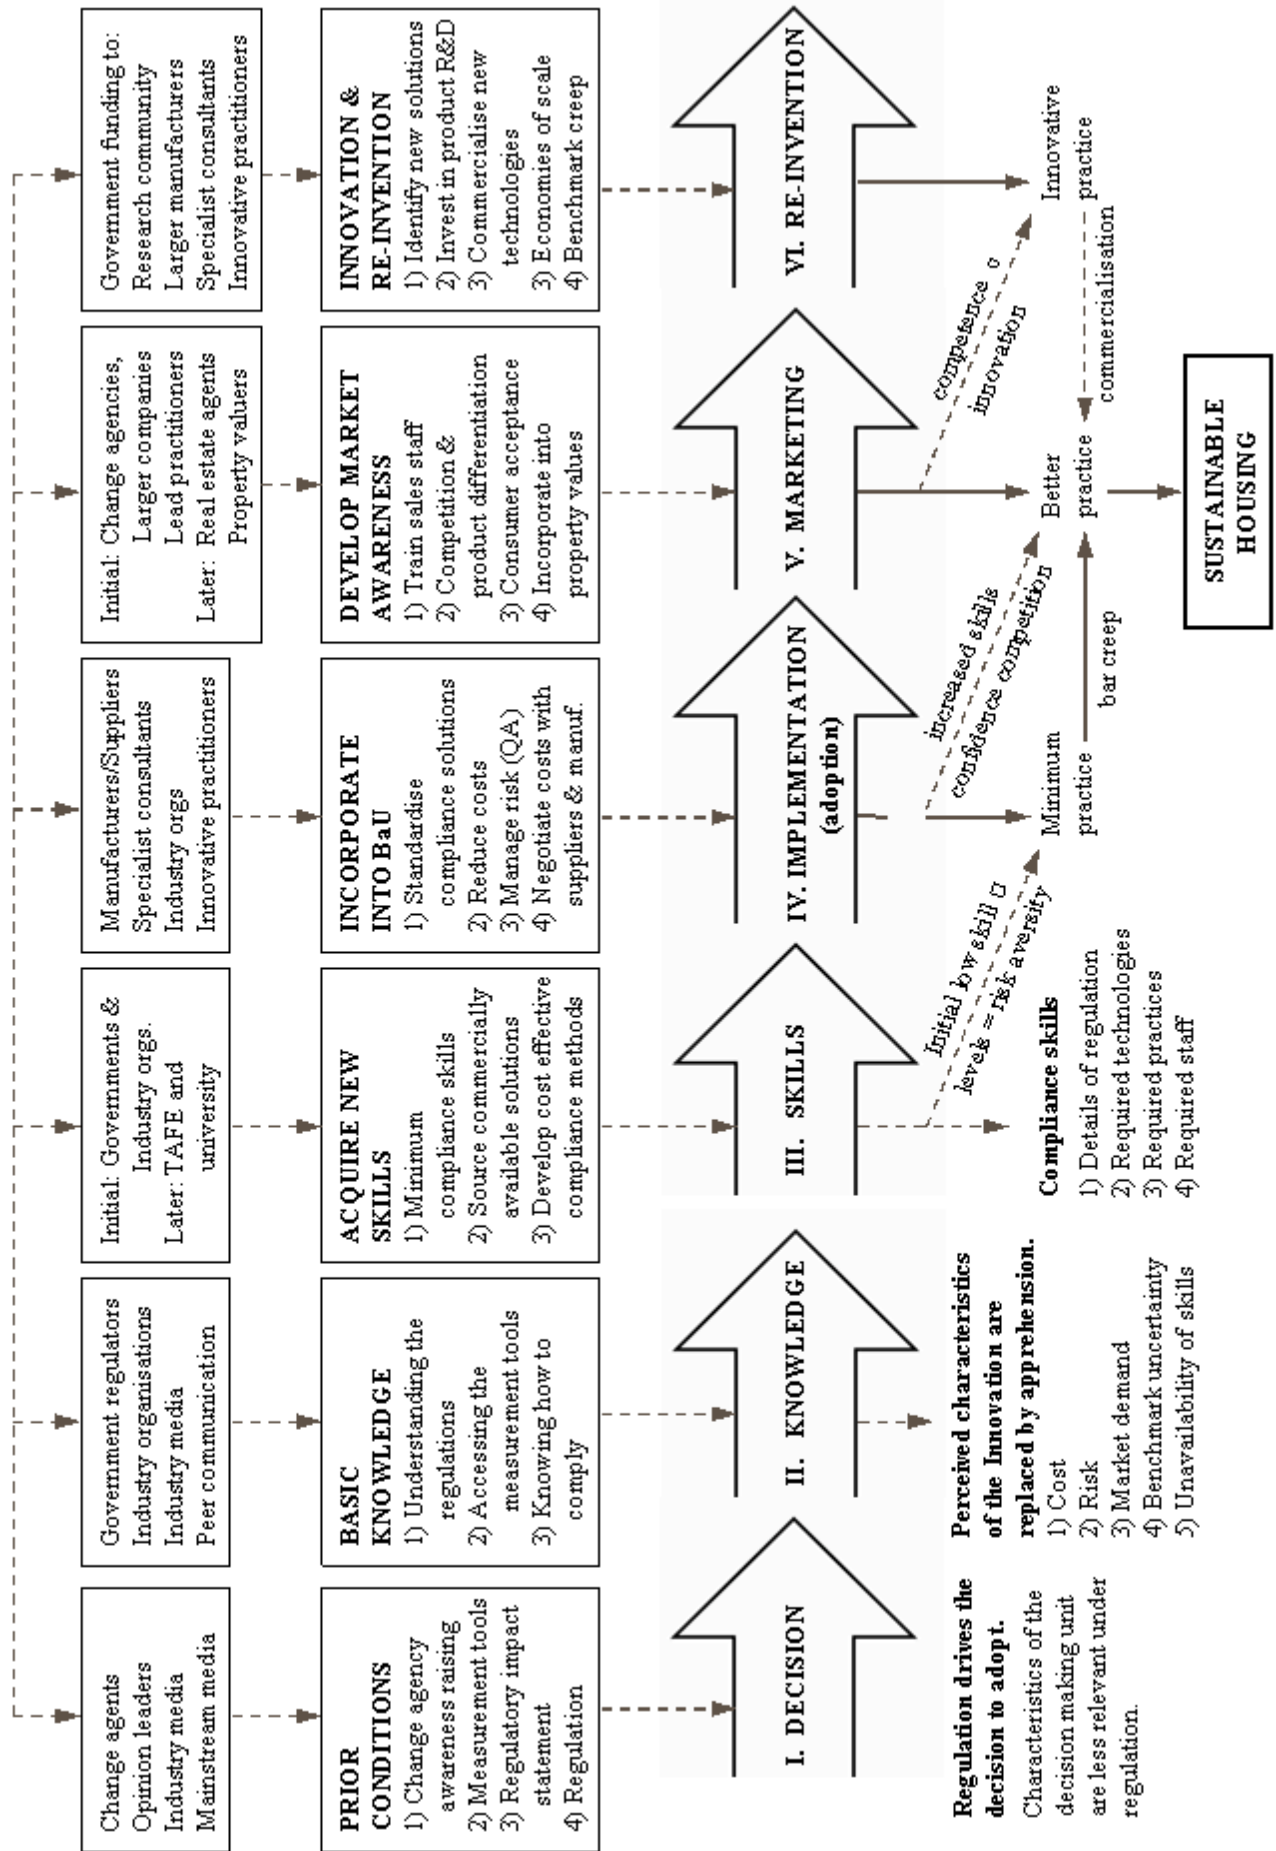 Change agents
Opinion leaders
Industry media
Mainstream media
Government regulators
Industry organisations
Industry media
Peer communication
Initial: Governments &
Industry orgs.
Later: TAFE and
university
Manufacturers/Suppliers
Specialist consultants
Industry orgs
Innovative practitioners
Initial: Change agencies,
Larger companies
Lead practitioners
Later: Real estate agents
Property valuers
Government funding to:
Research community
Larger manufacturers
Specialist consultants
Innovative practitioners
PRIOR
CONDITIONS
1) Change agency
awareness raising
2) Measurement tools
3) Regulatory impact
statement
4) Regulation
BASIC
KNOWLEDGE
1) Understanding the
regulations
2) Accessing the
measurement tools
3) Knowing how to
comply
ACQUIRE NEW
SKILLS
1) Minimum
compliance skills
2) Source commercially
available solutions
3) Develop cost effective
compliance methods
INCORPORATE
INTO BaU
1) Standardise
compliance solutions
2) Reduce costs
3) Manage risk (QA)
4) Negotiate costs with
suppliers & manuf.
DEVELOP MARKET
AWARENESS
1) Train sales staff
2) Competition &
product differentiation
3) Consumer acceptance
4) Incorporate into
property values
INNOVATION &
RE-INVENTION
1) Identify new solutions
2) Invest in product R&D
3) Commercialise new
technologies
3) Economies of scale
4) Benchmark creep
I. DECISION
II. KNOWLEDGE
III. SKILLS
IV. IMPLEMENTATION
(adoption)
V. MARKETING
VI. RE-INVENTION
Regulation drives the
decision to adopt.
Characteristics of the
decision making unit
are less relevant under
regulation.
Perceived characteristics
of the Innovation are
replaced by apprehension.
1) Cost
2) Risk
3) Market demand
4) Benchmark uncertainty
5) Unavailability of skills
Initial low skill
levels = risk aversity
Compliance skills
1) Details of regulation
2) Required technologies
3) Required practices
4) Required staff
increased skills
confidence competition
Minimum
practice
bar creep
competence
innovation
Better
practice
commercialisation
Innovative
practice
SUSTAINABLE
HOUSING